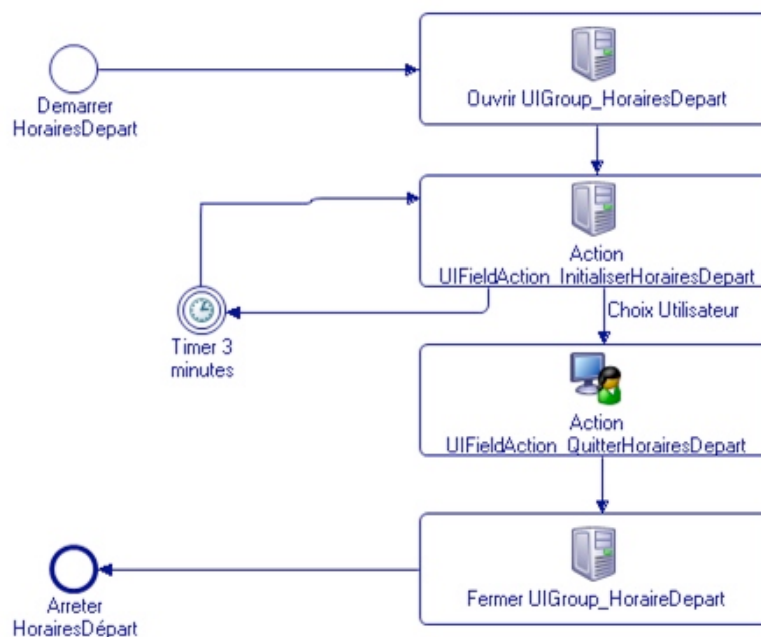 Demarrer
HorairesDepart
Ouvrir UIGroup_HorairesDepart
Action
UIFieldAction_InitialiserHorairesDepart
Timer 3
minutes
Choix Utilisateur
Action
UIFieldAction_QuitterHorairesDepart
Fermer UIGroup_HoraireDepart
Arreter
HorairesDépart